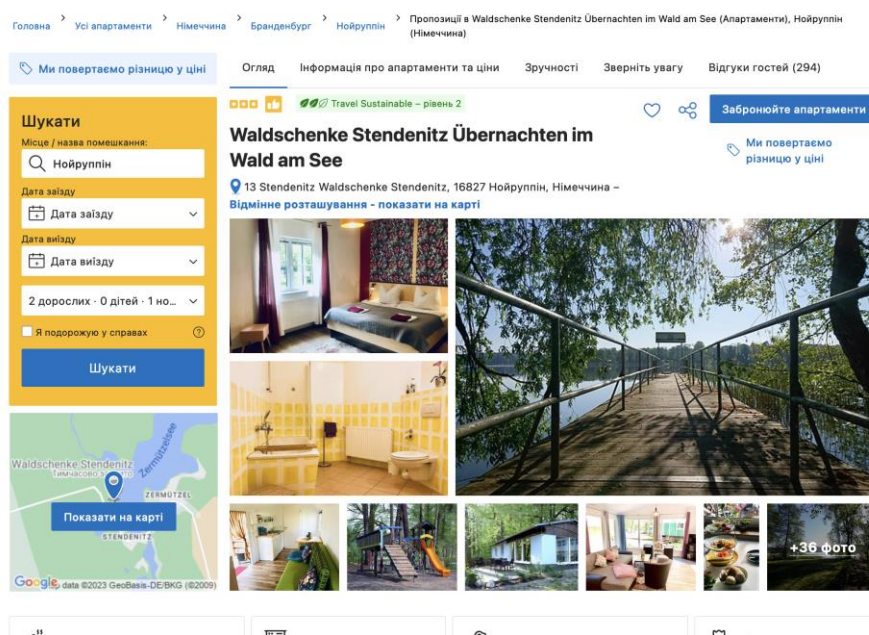 Головна > Усі апартаменти > Німеччина > Бранденбург > Нойруппін > Пропозиції в Waldschenke Stendenitz Übernachten im Wald am See (Апартаменти), Нойруппін
(Німеччина)
Ми повертаємо різницю у ціні
Огляд Інформація про апартаменти та ціни Зручності Зверніть увагу Відгуки гостей (294)
Шукати
Місце / назва помешкання:
Нойруппін
Дата заїзду
Дата заїзду
Дата виїзду
Дата виїзду
2 дорослих · 0 дітей · 1 но...
Я подорожую у справах
Шукати
Travel Sustainable – рівень 2
Забронюйте апартаменти
Waldschenke Stendenitz Übernachten im
Wald am See
Ми повертаємо
різницю у ціні
13 Stendenitz Waldschenke Stendenitz, 16827 Нойруппін, Німеччина –
Відмінне розташування - показати на карті
+36 фото
Waldschenke Stendenitz
Zermützelsee
ZERMÜTZEL
Показати на карті
STENDENITZ
Google data ©2023 GeoBasis-DE/BKG (©2009)